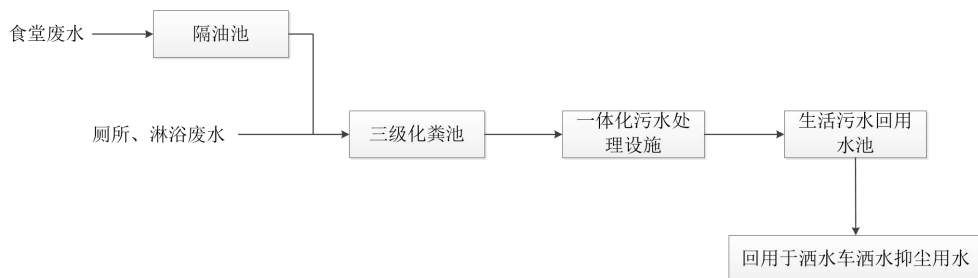 食堂废水
隔油池
厕所、淋浴废水
三级化粪池
一体化污水处
理设施
生活污水回用
水池
回用于洒水车洒水抑尘用水